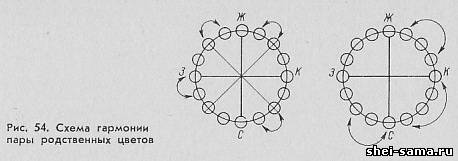 Ж
З
К
С
Ж
З
К
С
Рис. 54. Схема гармонии
пары родственных цветов
shei-sama.ru